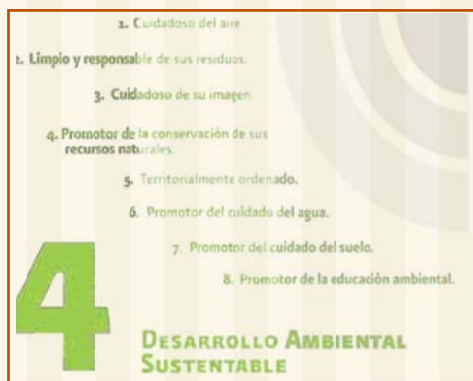 1. Cuidadoso del aire
2. Limpio y responsable de sus residuos.
3. Cuidadoso de su imagen
4. Promotor de la conservación de sus
recursos naturales.
5. Territorialmente ordenado.
6. Promotor del cuidado del agua.
7. Promotor del cuidado del suelo.
8. Promotor de la educación ambiental.
4
DESARROLLO AMBIENTAL
SUSTENTABLE